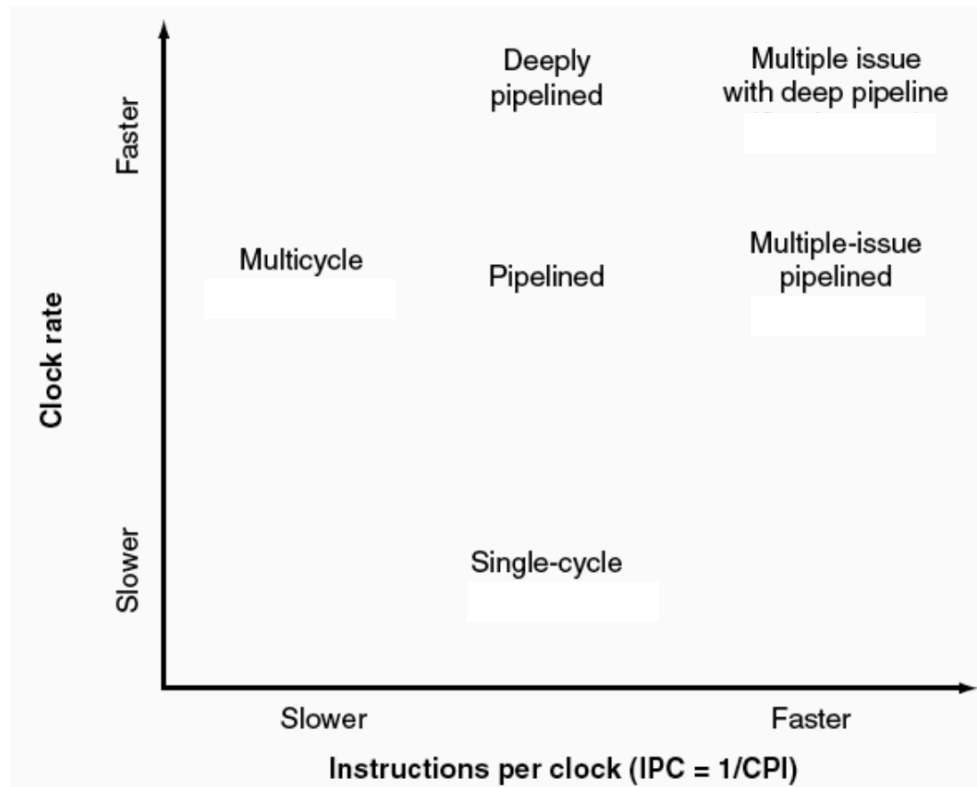 Deeply
pipelined
Multiple issue
with deep pipeline
Faster
Multicycle
Pipelined
Multiple-issue
pipelined
Clock rate
Slower
Single-cycle
Slower
Faster
Instructions per clock (IPC = 1/CPI)